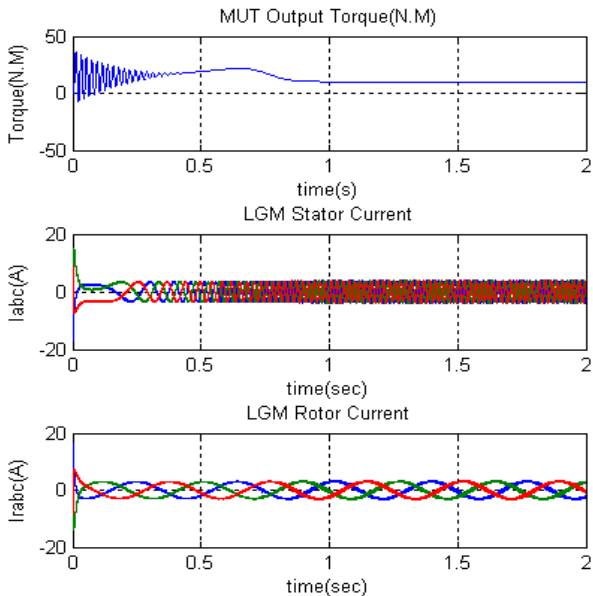 MUT Output Torque(N.M)
50
0
-50
Torque(N.M)
0 0.5 1 1.5 2
time(s)
LGM Stator Current
20
0
-20
Iabc(A)
0 0.5 1 1.5 2
time(sec)
LGM Rotor Current
20
0
-20
Irabc(A)
0 0.5 1 1.5 2
time(sec)